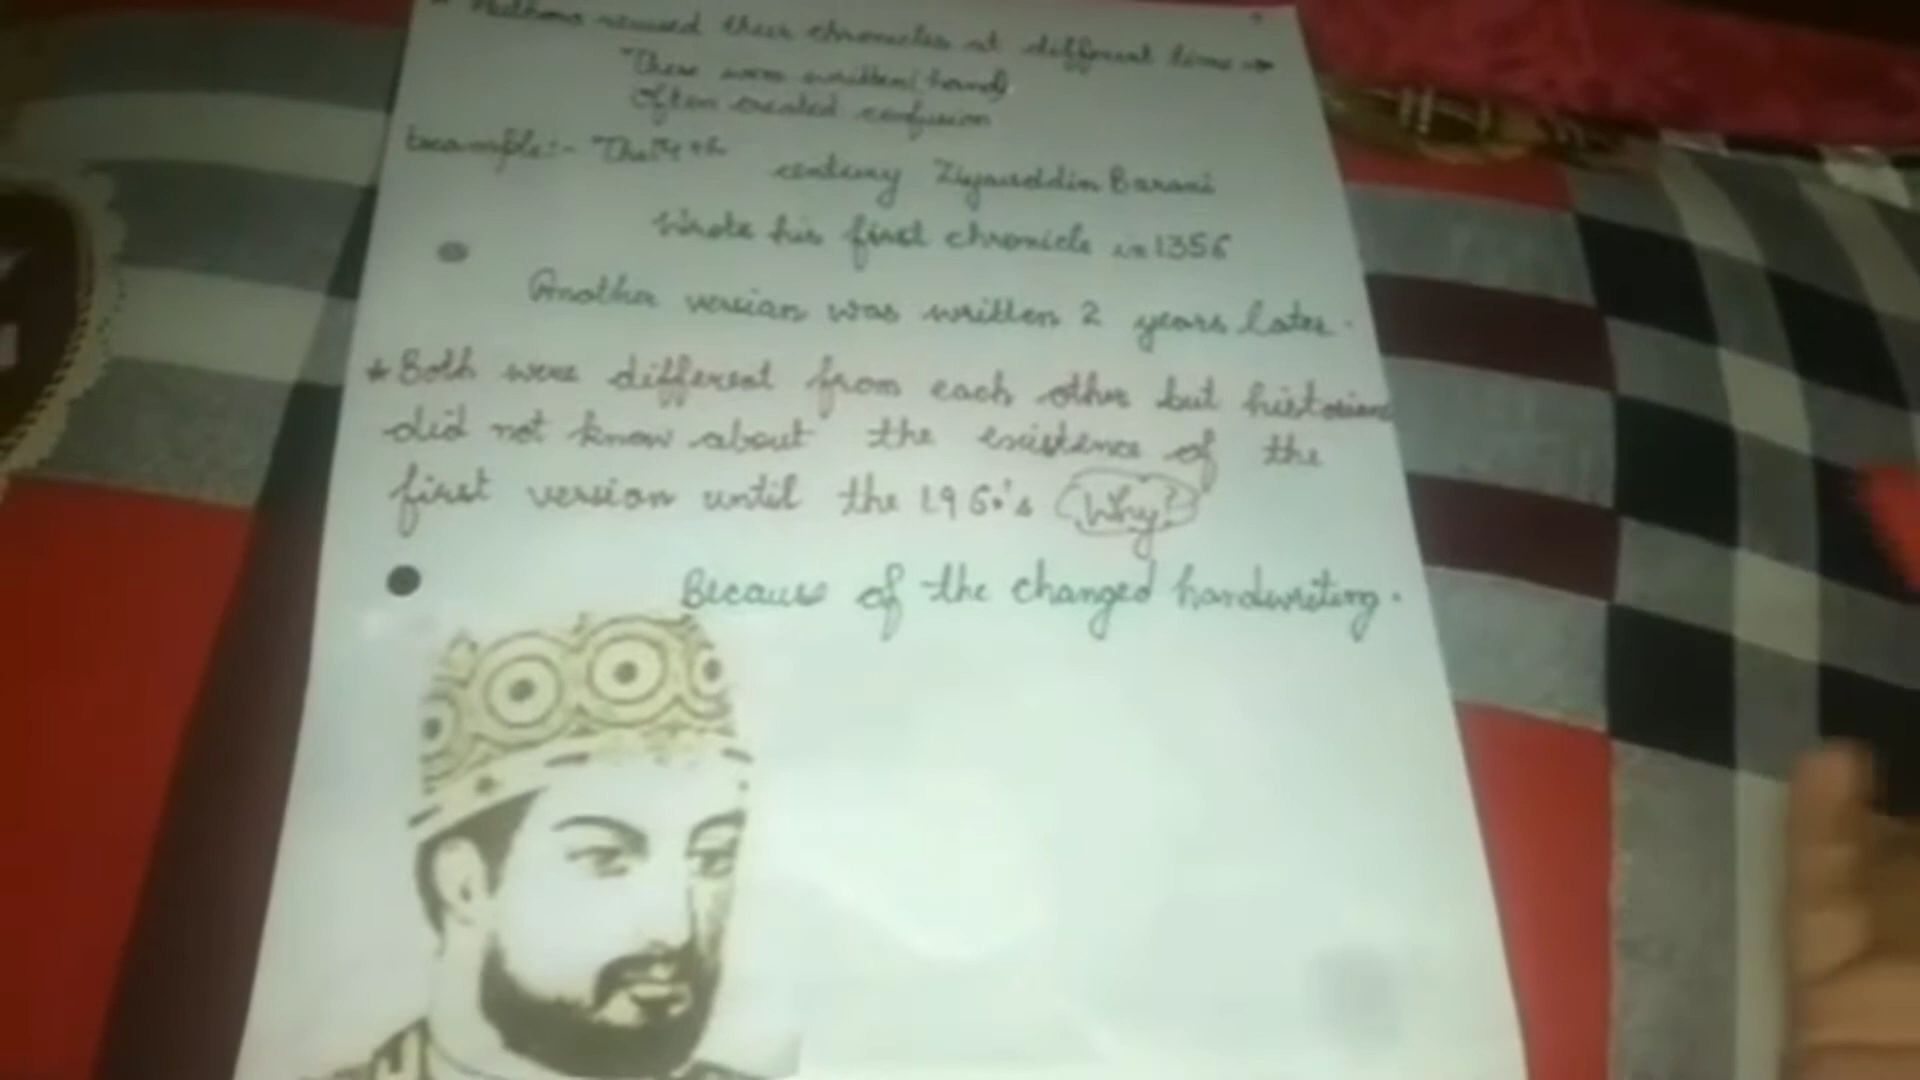 Authors revised their chronicles at different time
These were written(hand)
Often created confusion
Example:- The 14th century Ziyauddin Barani
Wrote his first chronicle in 1356
Another version was written 2 years later.
*Both were different from each other but historians
did not know about the existence of the
first version until the 1960's Why?
Because of the changed handwriting.